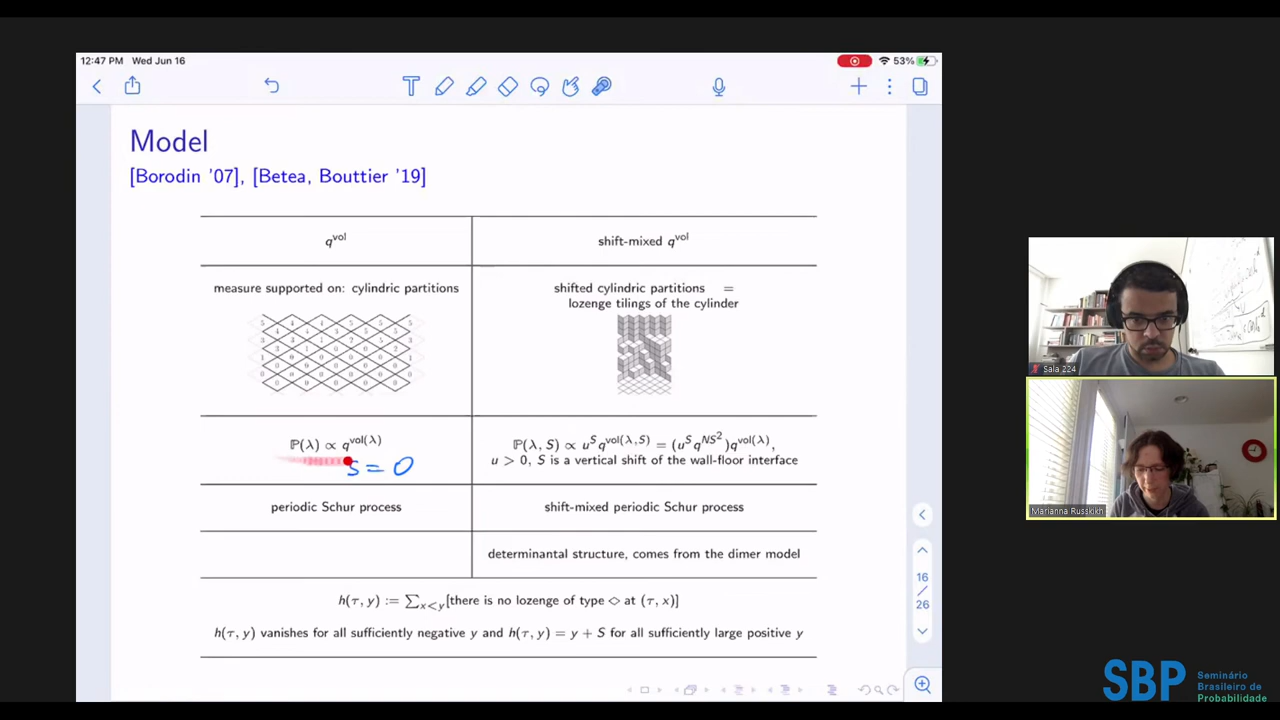 12:47 PM Wed Jun 16
53%
Model
[Borodin '07], [Betea, Bouttier '19]
q^vol
shift-mixed q^vol
measure supported on: cylindric partitions
shifted cylindric partitions =
lozenge tilings of the cylinder
ℙ(λ) ∝ q^vol(λ)
S = 0
ℙ(λ, S) ∝ u^S q^vol(λ,S) = (u^S q^NS²)q^vol(λ),
u > 0, S is a vertical shift of the wall-floor interface
periodic Schur process
shift-mixed periodic Schur process
determinantal structure, comes from the dimer model
h(τ, y) := ∑_x<y[there is no lozenge of type ◇ at (τ, x)]
h(τ, y) vanishes for all sufficiently negative y and h(τ, y) = y + S for all sufficiently large positive y
16
/
26
Sala 224
Marianna Russkikh
SBP
Seminário
Brasileiro de
Probabilidade